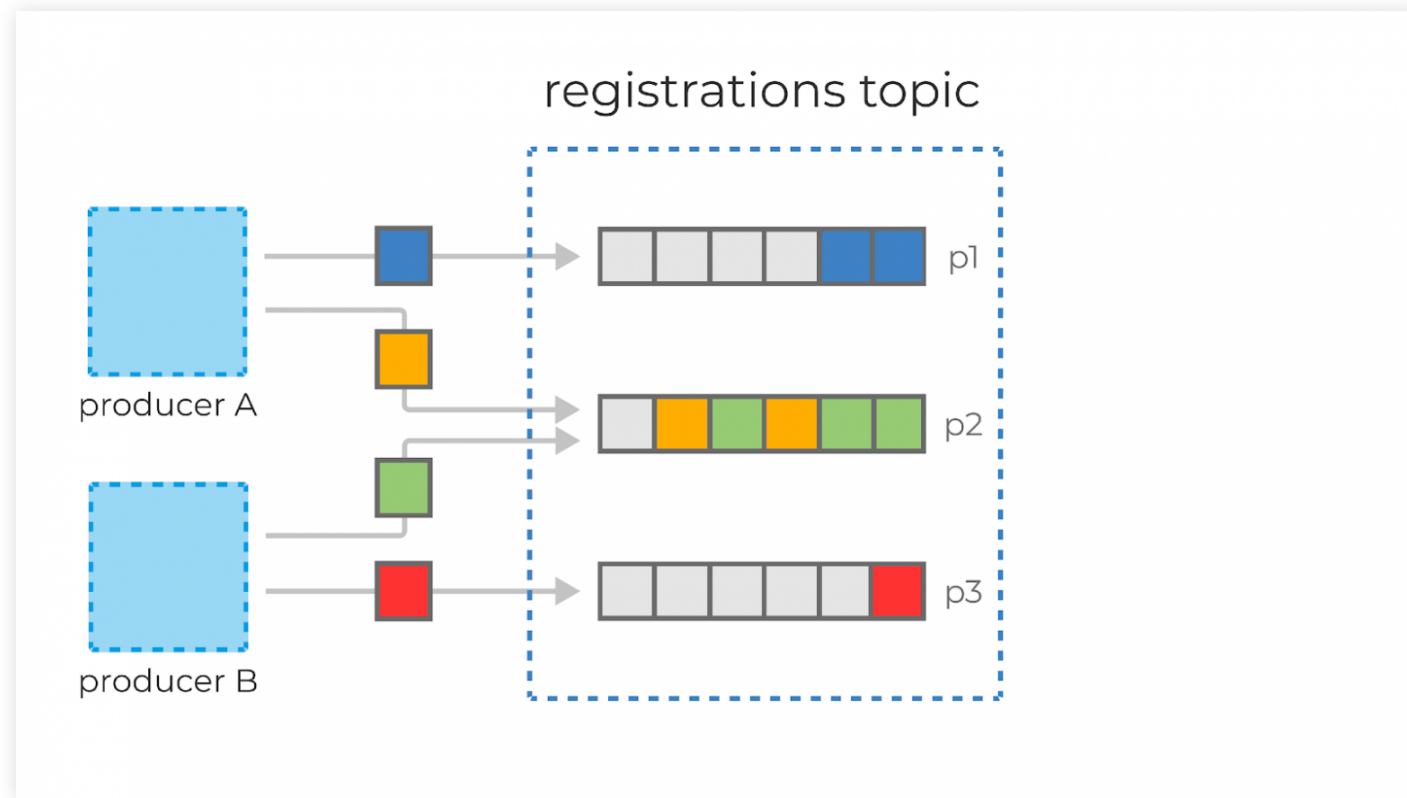 registrations topic
p1
producer A
p2
p3
producer B